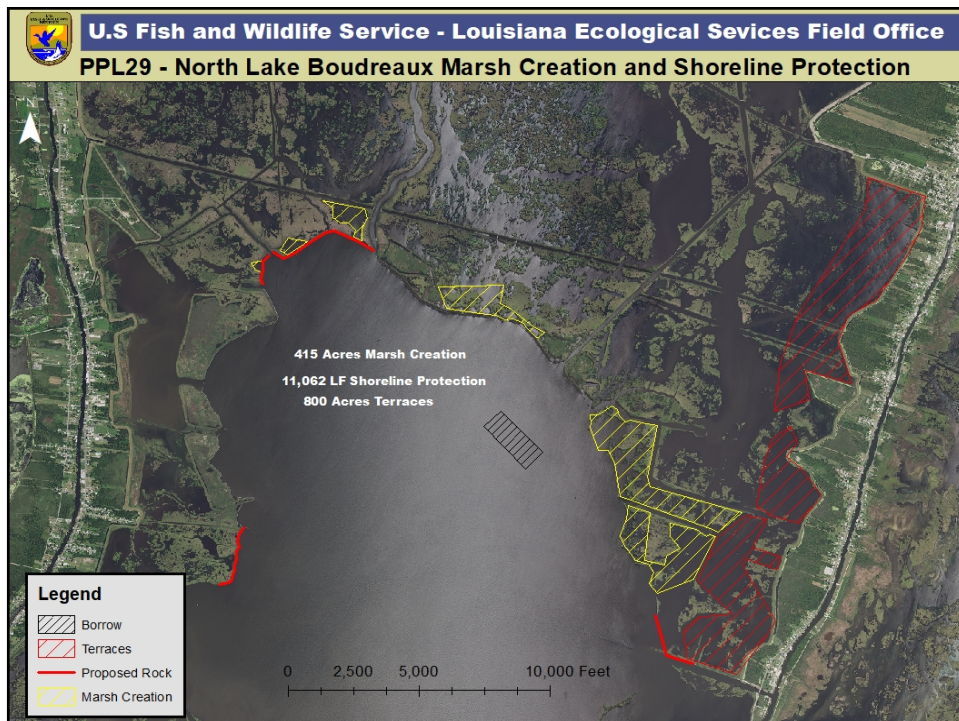 U.S Fish and Wildlife Service - Louisiana Ecological Sevices Field Office
PPL29 - North Lake Boudreaux Marsh Creation and Shoreline Protection
N
415 Acres Marsh Creation
11,062 LF Shoreline Protection
800 Acres Terraces
Legend
Borrow
Terraces
Proposed Rock
Marsh Creation
0 2,500 5,000 10,000 Feet